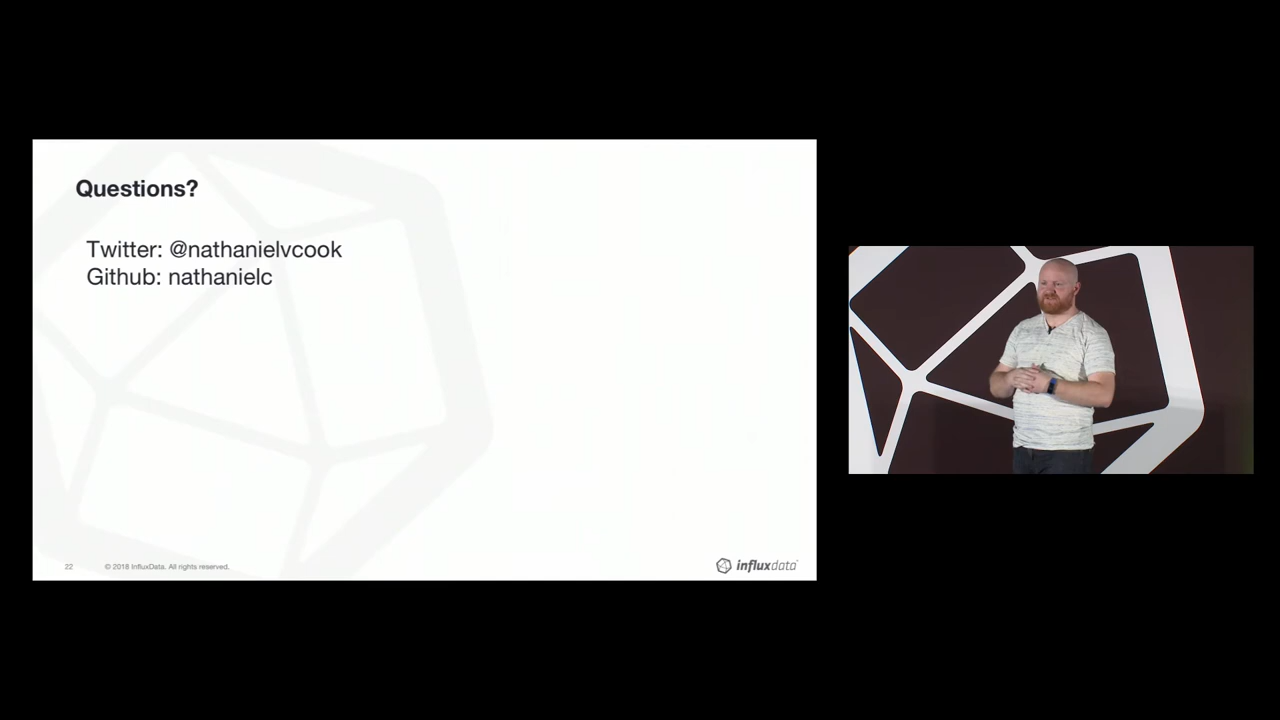 Questions?
Twitter: @nathanielvcook
Github: nathanielc
22
© 2018 InfluxData. All rights reserved.
influxdata